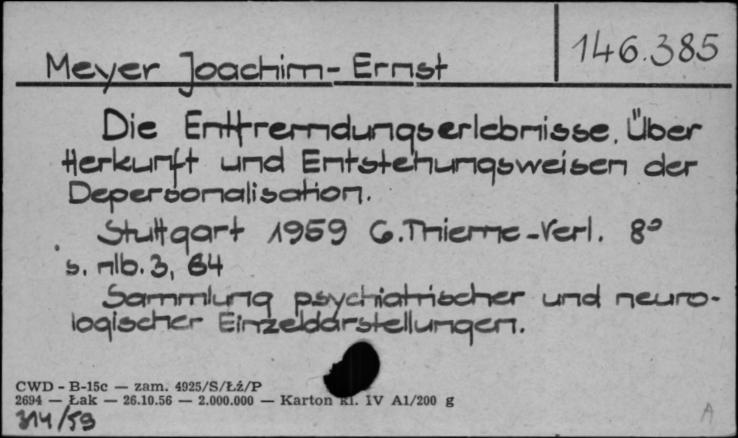 146.385
Meyer Joachim-Ernst
Die Entfremdungserlebnisse. Über
Herkunft und Entstehungsweisen der
Depersonalisation.
Stuttgart 1959 G. Thieme-Verl. 8º
s. nlb. 3, 64
Sammlung psychiatrischer und neuro-
logischer Einzeldarstellungen.
CWD - B-15c — zam. 4925/S/Łź/P
2694 — Łak — 26.10.56 — 2.000.000 — Karton kl. IV A1/200 g
314/59
A